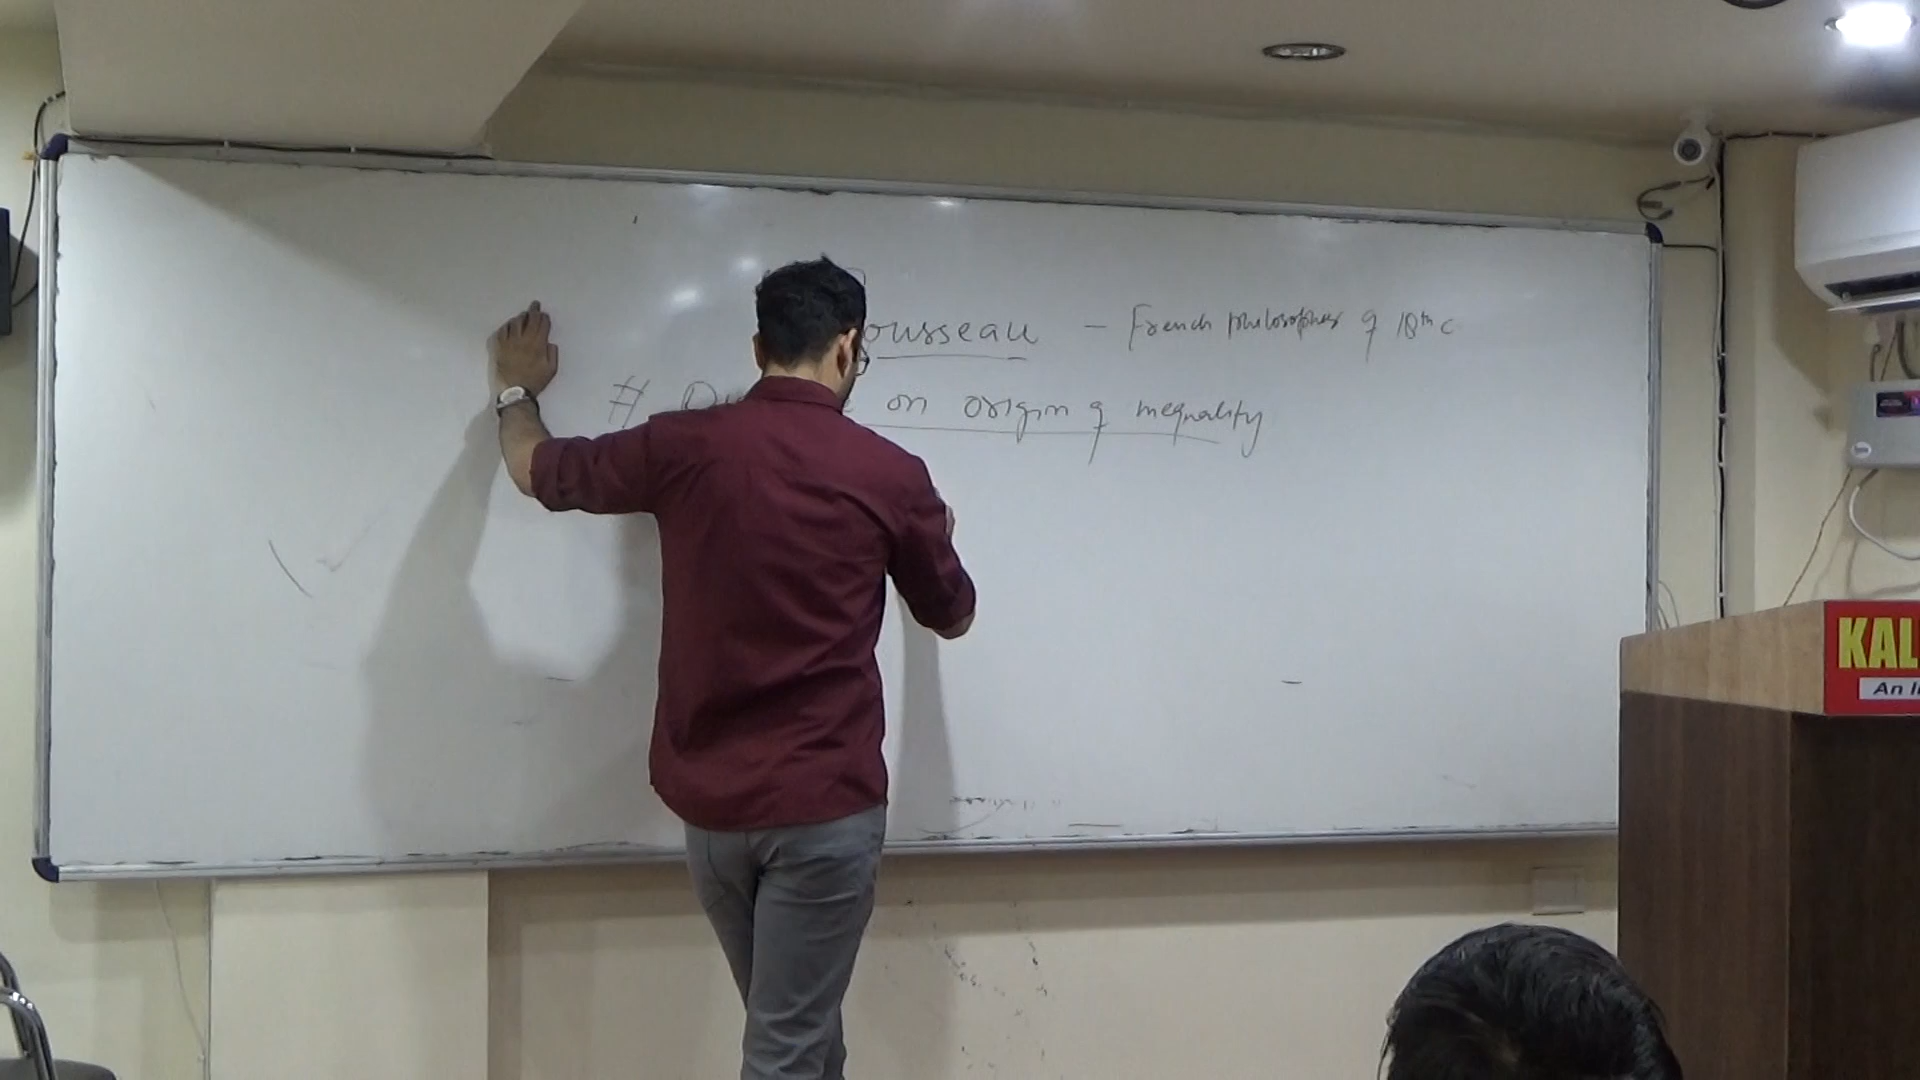 ousseau – French philosopher of 18th c
# D on origin of inequality
KAL
An I